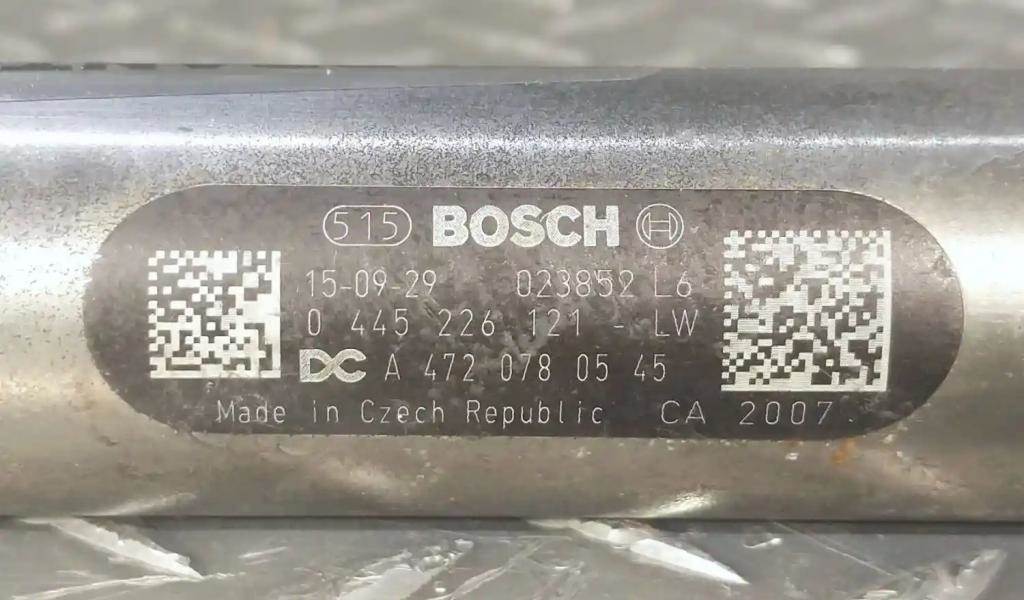 515 BOSCH
15-09-29 023852 L6
0 445 226 121 - LW
DC A 472 078 05 45
Made in Czech Republic CA 2007